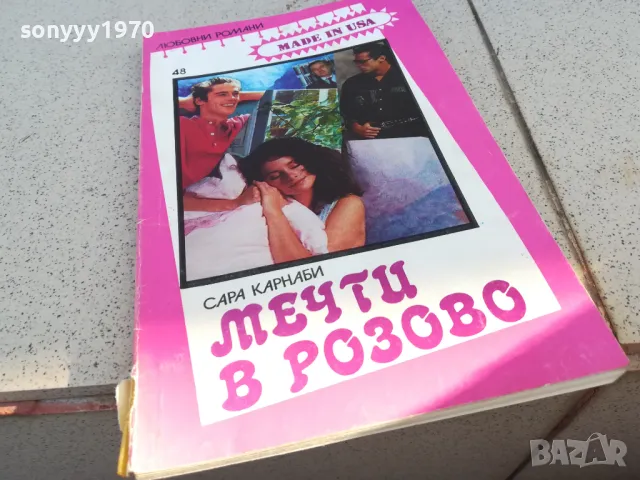 sonyyy1970
ЛЮБОВНИ РОМАНИ
MADE IN USA
48
САРА КАРНАБИ
МЕЧТИ
В РОЗОВО
BAZAR